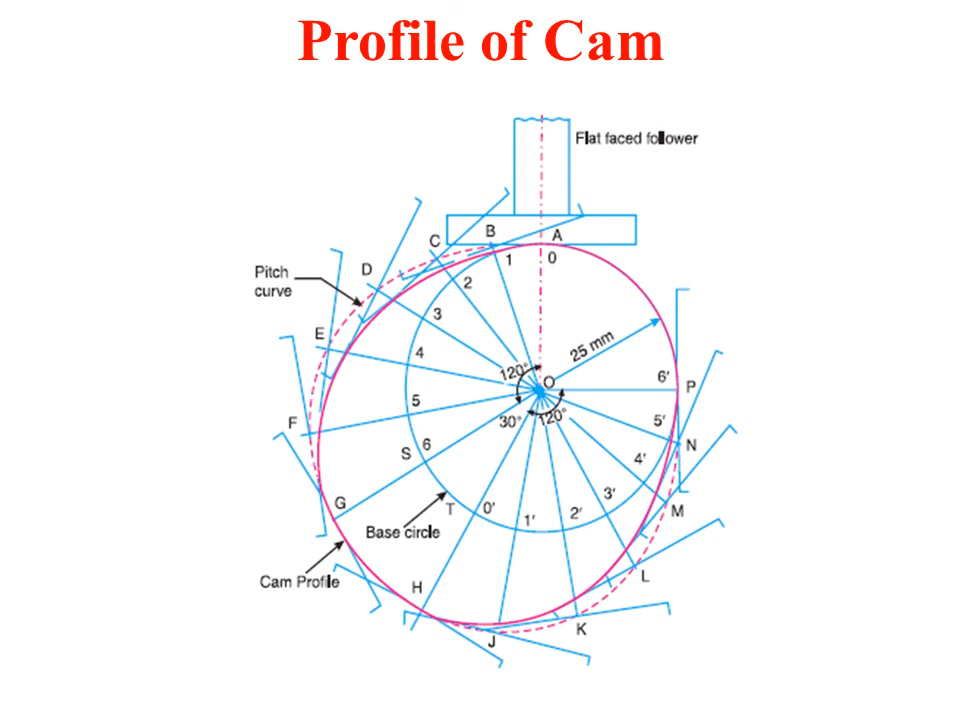 Profile of Cam
Flat faced follower
B
A
C
1
0
D
Pitch
curve
2
3
E
25 mm
4
120°
O
6′
P
5
F
30°
120°
5′
N
S
6
4′
G
T
0′
1′
2′
3′
M
Base circle
Cam Profile
H
L
J
K